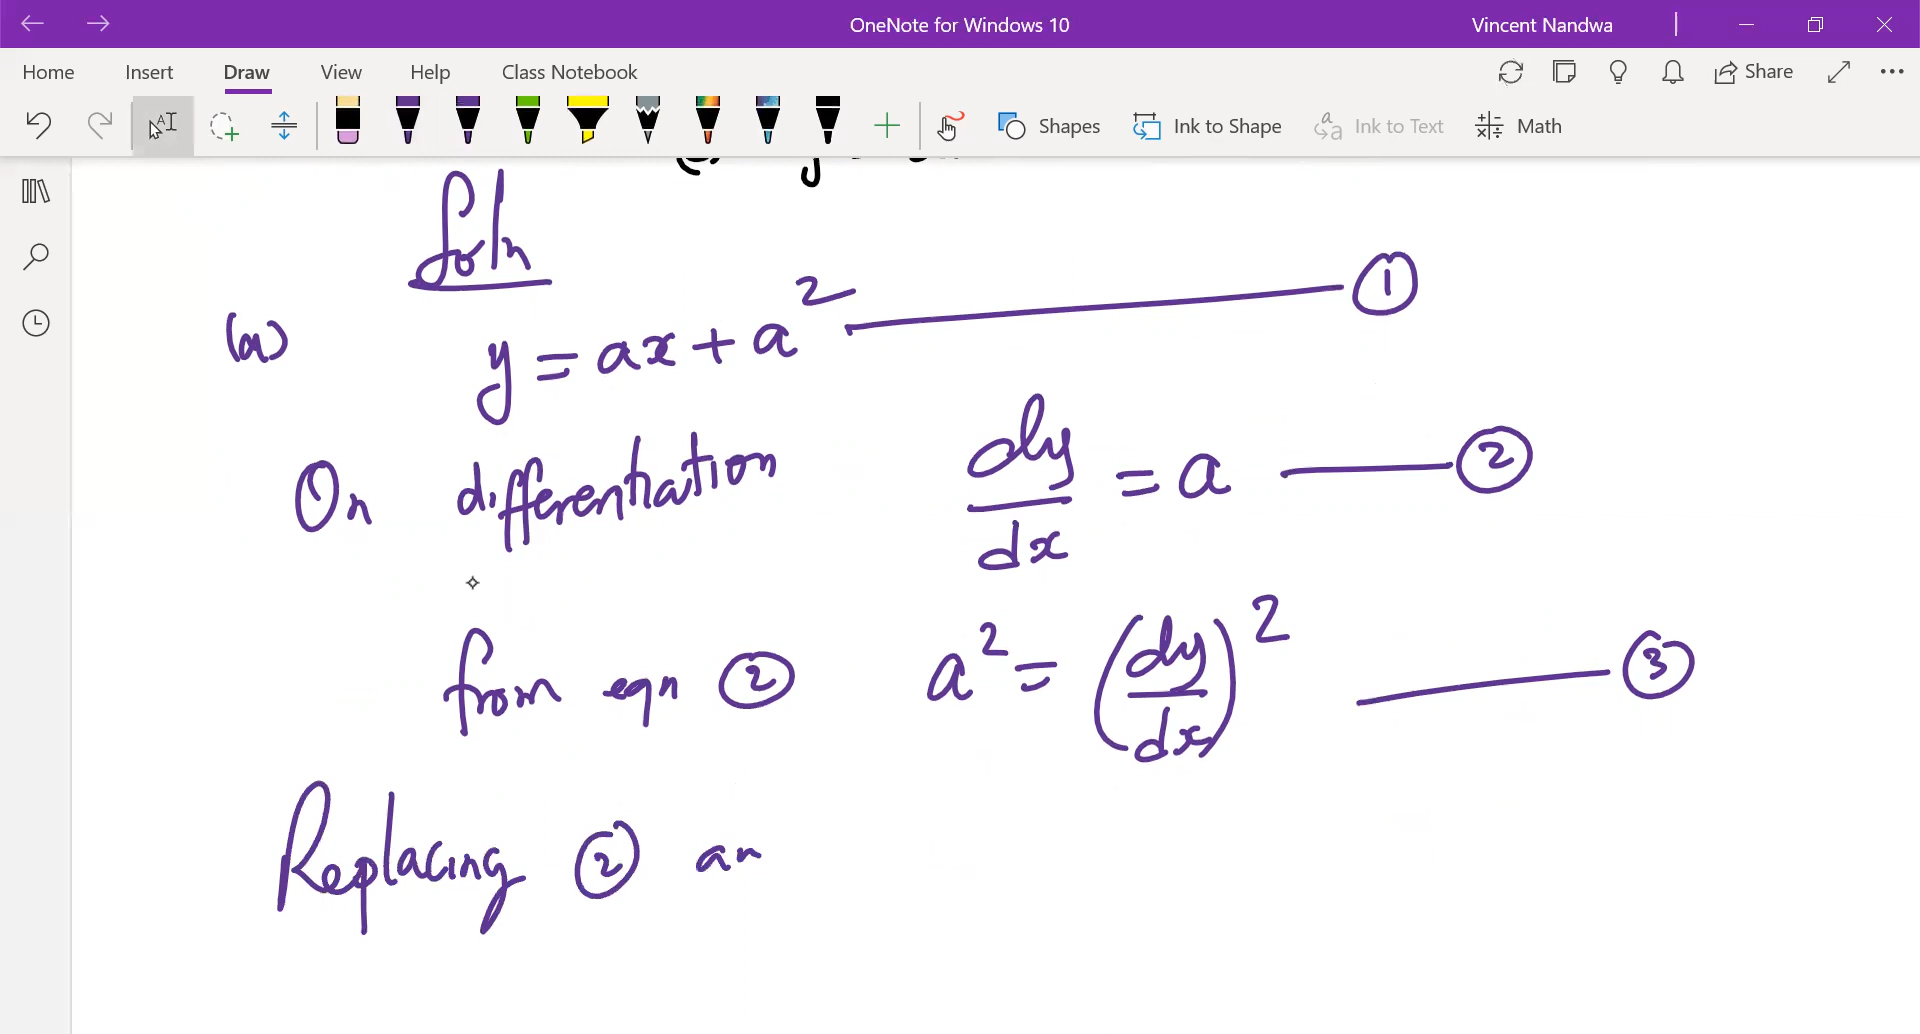 OneNote for Windows 10 Vincent Nandwa
Home Insert Draw View Help Class Notebook Share
Shapes Ink to Shape Ink to Text Math
Soln
(a) y = ax + a² ——— ①
On differentiation dy/dx = a ——— ②
from eqn ② a² = (dy/dx)² ——— ③
Replacing ② an